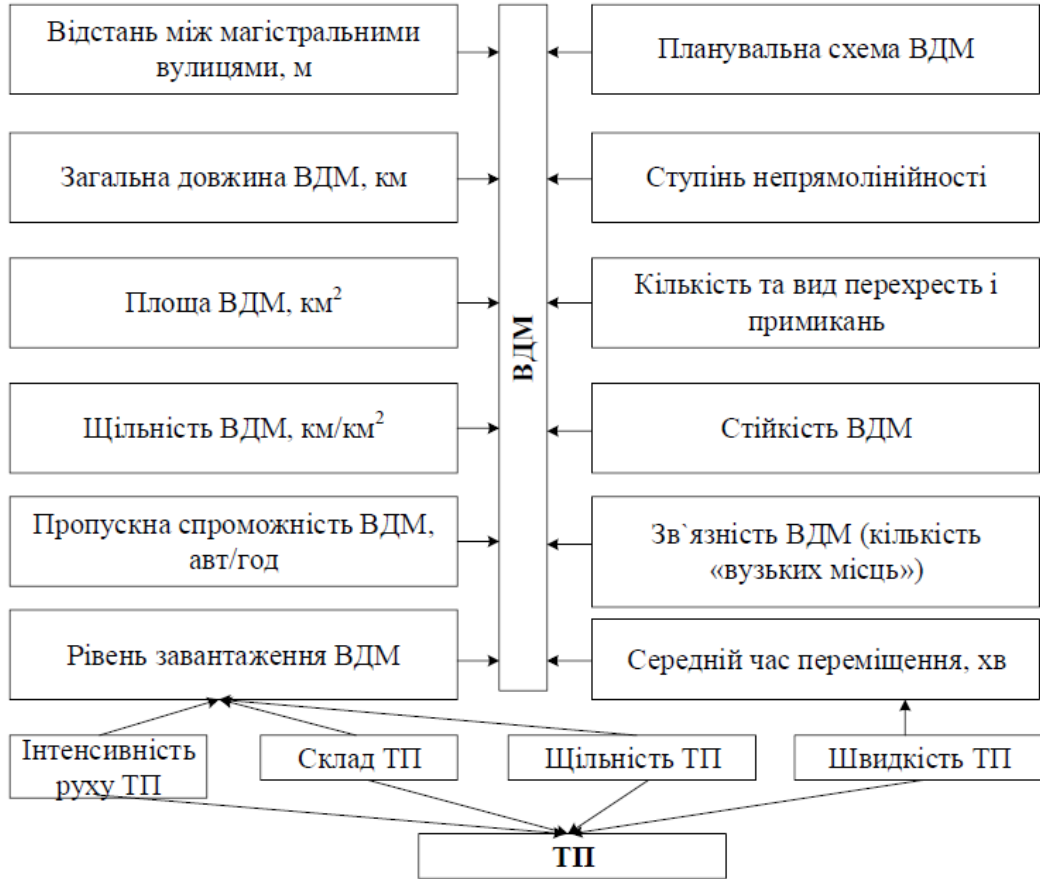 Відстань між магістральними
вулицями, м
Планувальна схема ВДМ
Загальна довжина ВДМ, км
Ступінь непрямолінійності
Площа ВДМ, км²
Кількість та вид перехресть і
примикань
ВДМ
Щільність ВДМ, км/км²
Стійкість ВДМ
Пропускна спроможність ВДМ,
авт/год
Зв`язність ВДМ (кількість
«вузьких місць»)
Рівень завантаження ВДМ
Середній час переміщення, хв
Інтенсивність
руху ТП
Склад ТП
Щільність ТП
Швидкість ТП
ТП